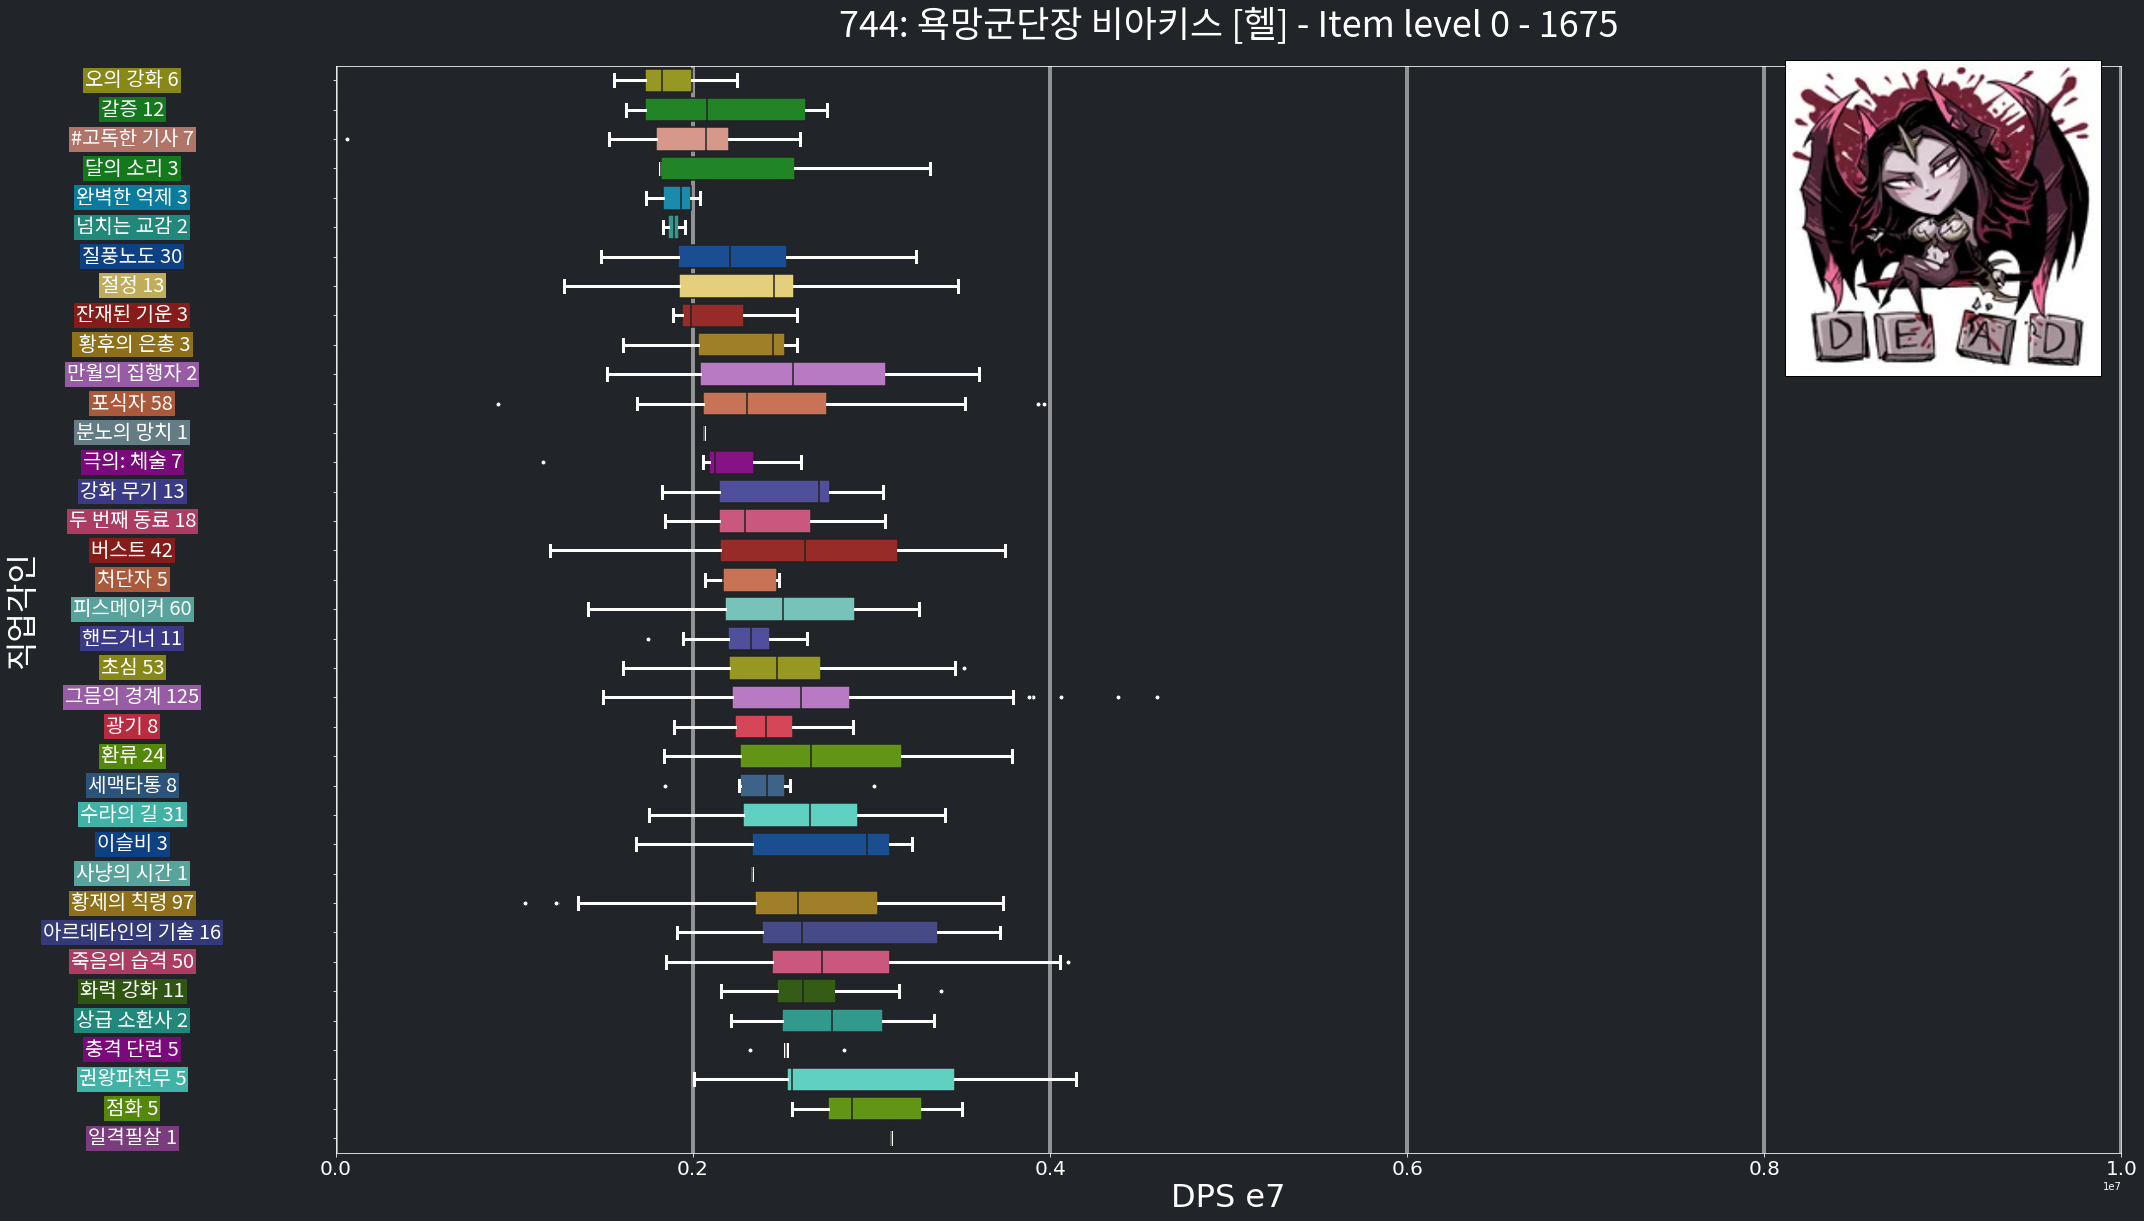 744: 욕망군단장 비아키스 [헬] - Item level 0 - 1675
오의 강화 6
갈증 12
#고독한 기사 7
달의 소리 3
완벽한 억제 3
넘치는 교감 2
질풍노도 30
절정 13
잔재된 기운 3
황후의 은총 3
만월의 집행자 2
포식자 58
분노의 망치 1
극의: 체술 7
강화 무기 13
두 번째 동료 18
버스트 42
처단자 5
피스메이커 60
핸드거너 11
초심 53
그믐의 경계 125
광기 8
환류 24
세맥타통 8
수라의 길 31
이슬비 3
사냥의 시간 1
황제의 칙령 97
아르데타인의 기술 16
죽음의 습격 50
화력 강화 11
상급 소환사 2
충격 단련 5
권왕파천무 5
점화 5
일격필살 1
직업각인
0.0 0.2 0.4 0.6 0.8 1.0
1e7
DPS e7
DEAD